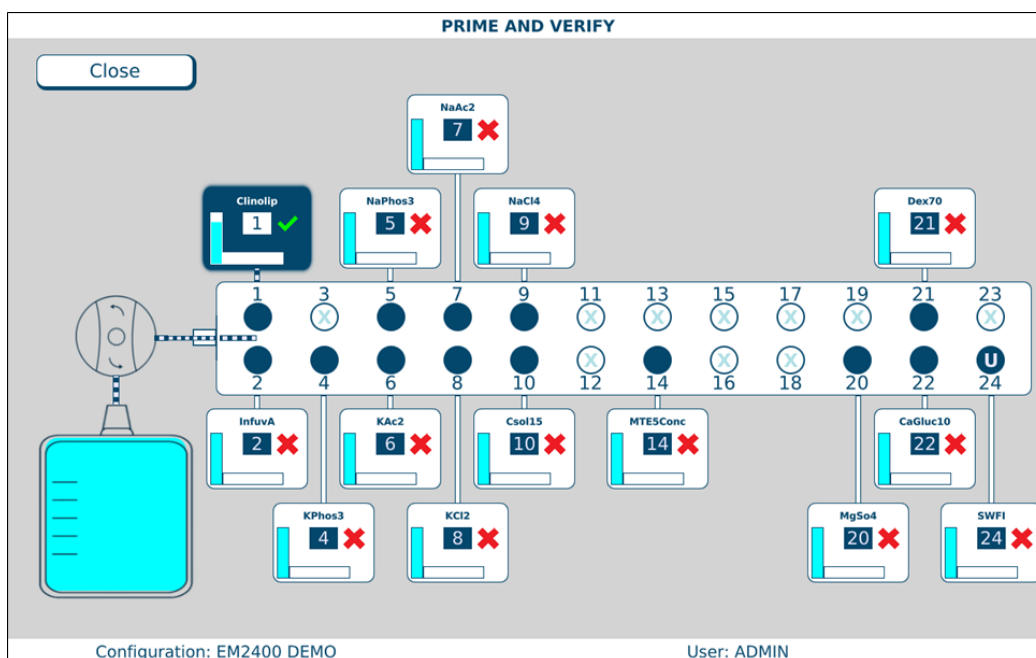 PRIME AND VERIFY
Close
NaAc2
7
Clinolip
1
NaPhos3
5
NaCl4
9
Dex70
21
1 3 5 7 9 11 13 15 17 19 21 23
X X X X X X X
X X X U
2 4 6 8 10 12 14 16 18 20 22 24
InfuvA
2
KAc2
6
Csol15
10
MTE5Conc
14
CaGluc10
22
KPhos3
4
KCl2
8
MgSo4
20
SWFI
24
Configuration: EM2400 DEMO
User: ADMIN